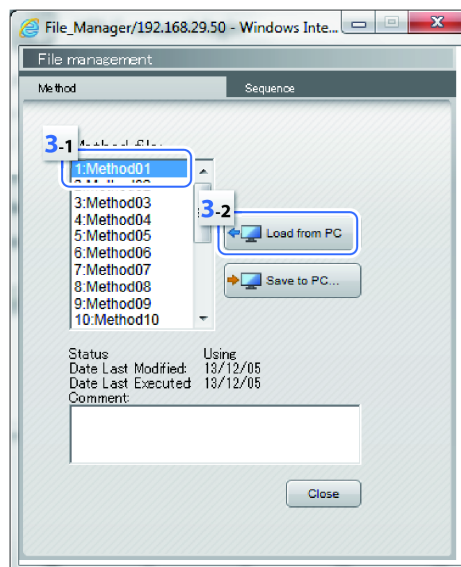 File_Manager/192.168.29.50 - Windows Inte...
File management
Method
Sequence
3-1
1:Method01
3:Method03
3-2
4:Method04
Load from PC
5:Method05
6:Method06
7:Method07
Save to PC...
8:Method08
9:Method09
10:Method10
Status Using
Date Last Modified: 13/12/05
Date Last Executed 13/12/05
Comment:
Close